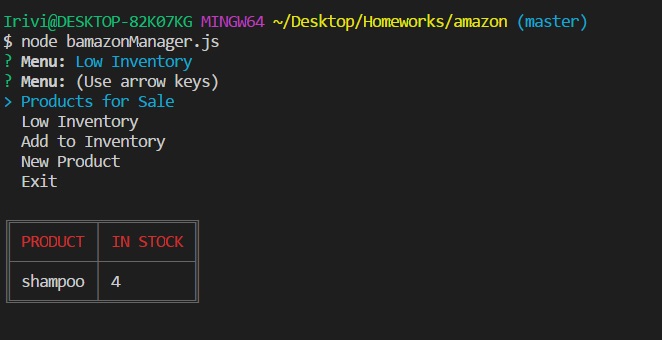 Irivi@DESKTOP-82K07KG MINGW64 ~/Desktop/Homeworks/amazon (master)
$ node bamazonManager.js
? Menu: Low Inventory
? Menu: (Use arrow keys)
> Products for Sale
Low Inventory
Add to Inventory
New Product
Exit
PRODUCT IN STOCK
shampoo 4